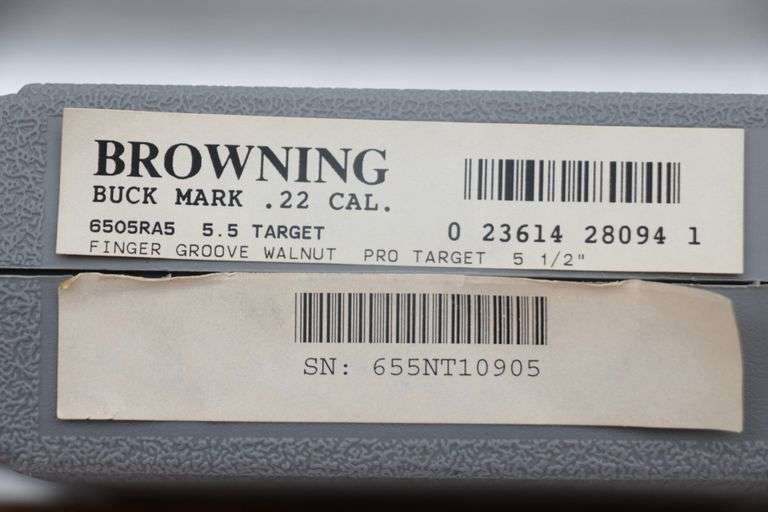 BROWNING
BUCK MARK .22 CAL.
6505RA5 5.5 TARGET
0 23614 28094 1
FINGER GROOVE WALNUT PRO TARGET 5 1/2"
SN: 655NT10905